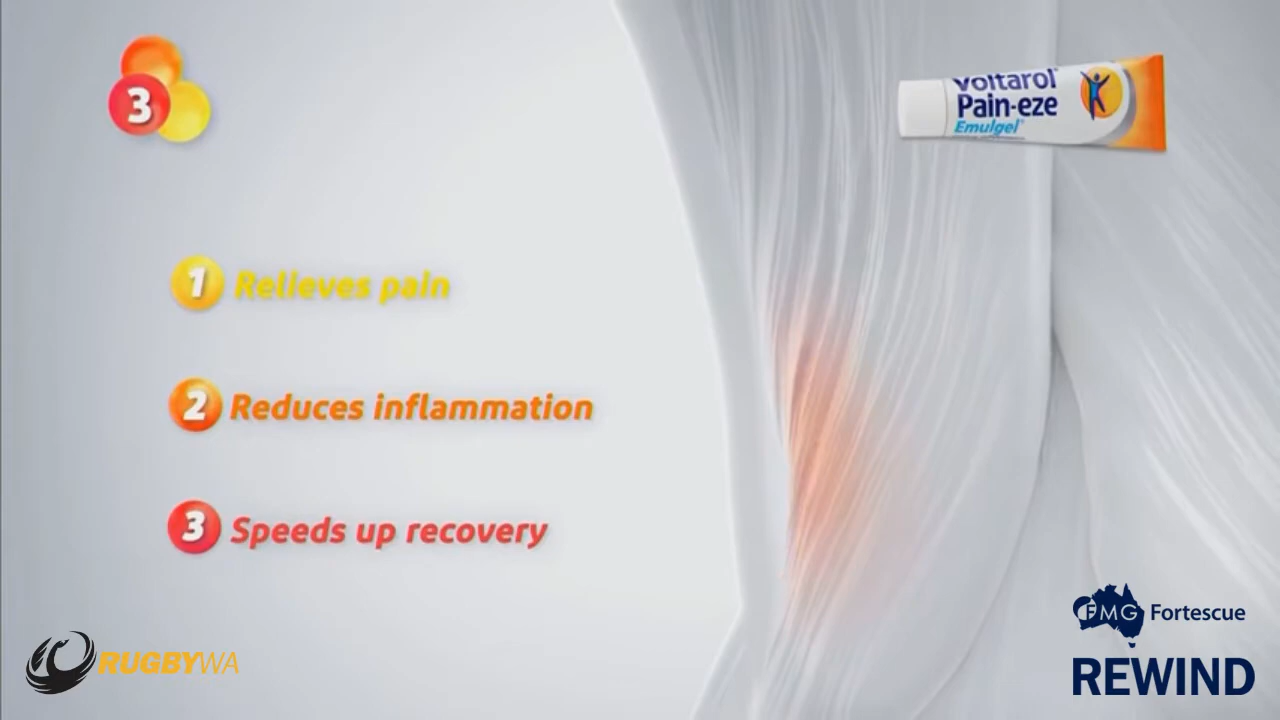 3
Voltarol
Pain-eze
Emulgel
1 Relieves pain
2 Reduces inflammation
3 Speeds up recovery
RUGBYWA
FMG Fortescue
REWIND